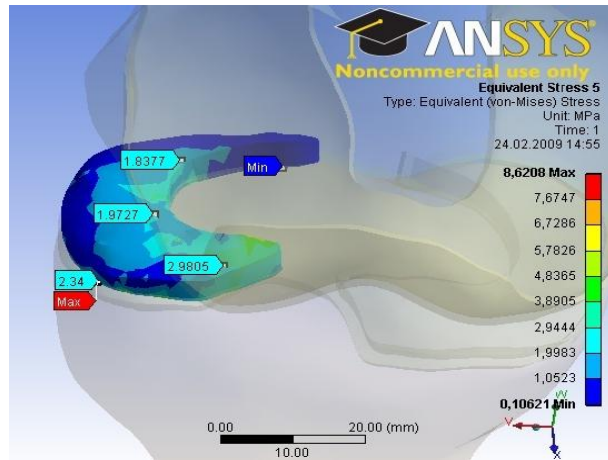 ANSYS
Noncommercial use only
Equivalent Stress 5
Type: Equivalent (von-Mises) Stress
Unit: MPa
Time: 1
24.02.2009 14:55
8,6208 Max
7,6747
6,7286
5,7826
4,8365
3,8905
2,9444
1,9983
1,0523
0,10621 Min
1.8377
Min
1.9727
2.9805
2.34
Max
0.00
20.00 (mm)
10.00
Y
X